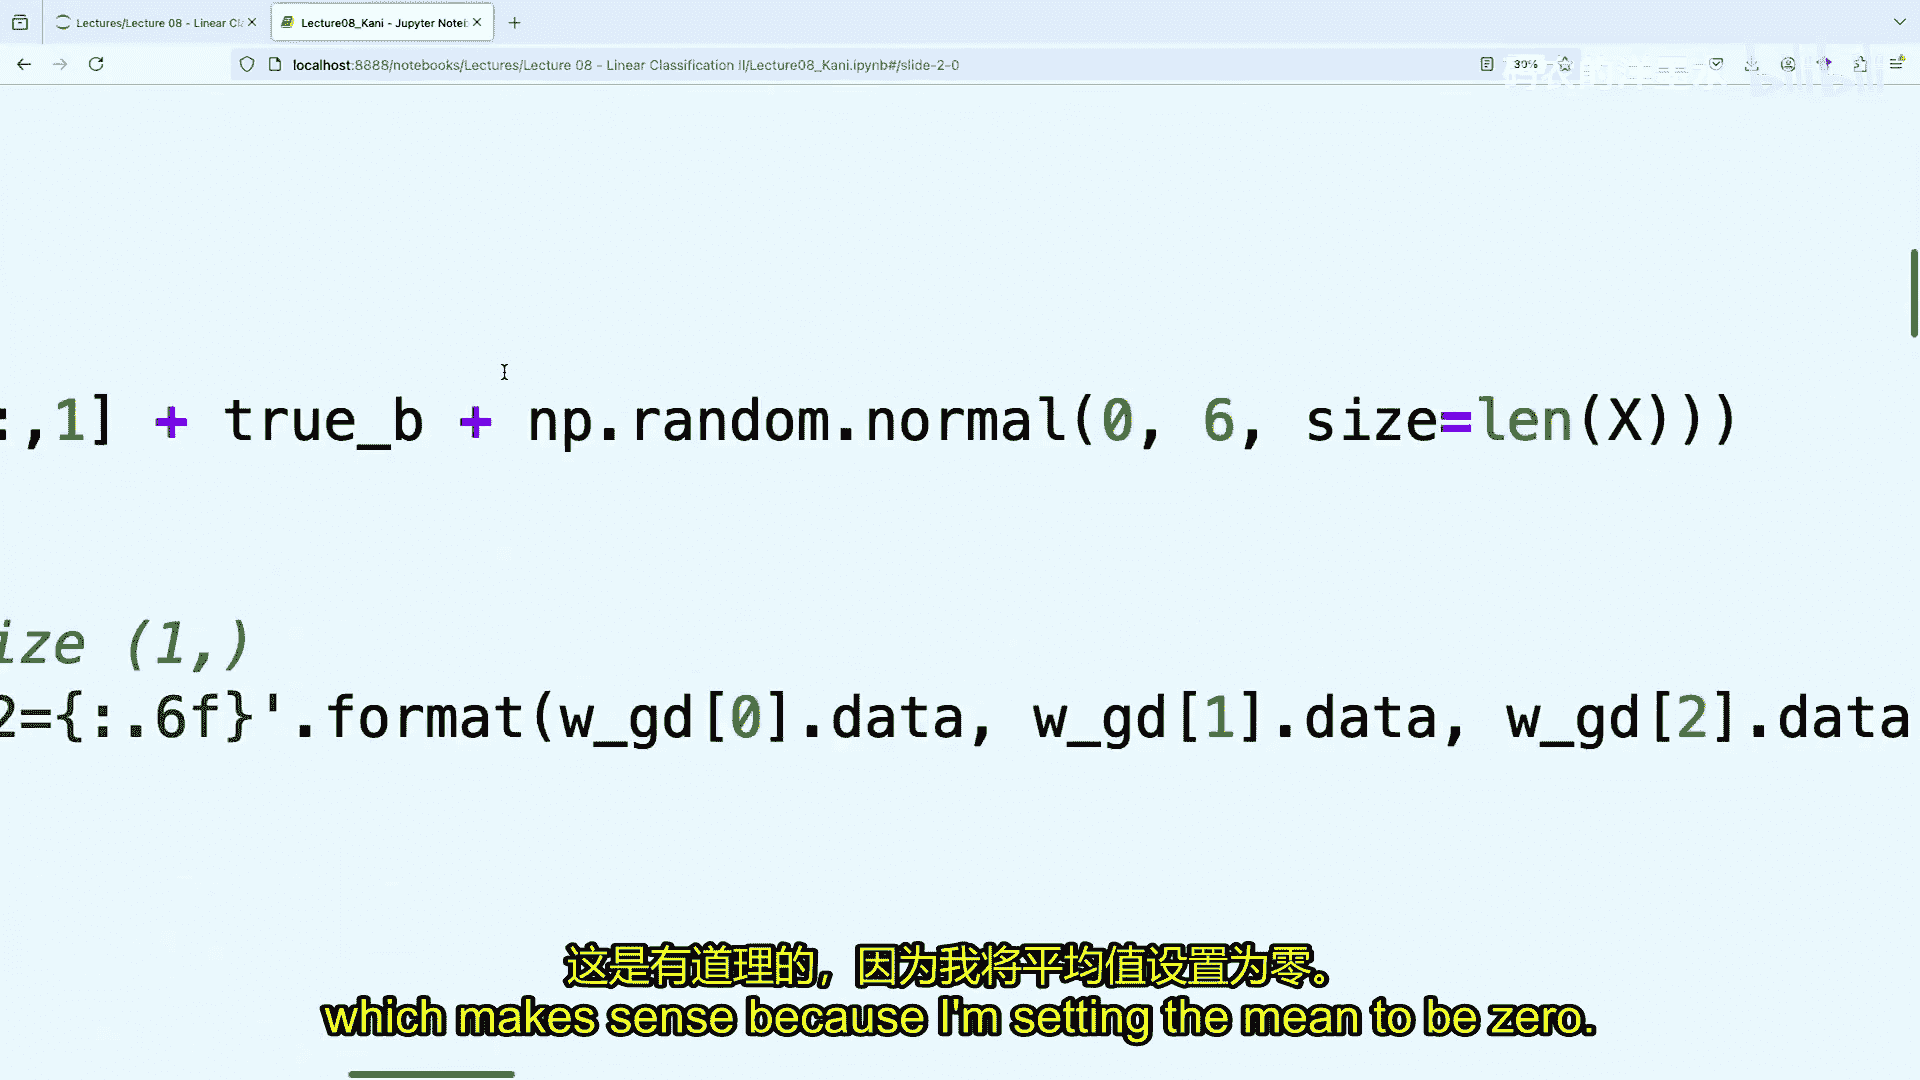 Lectures/Lecture 08 - Linear Cl
Lecture08_Kani - Jupyter Note
localhost:8888/notebooks/Lectures/Lecture 08 - Linear Classification II/Lecture08_Kani.ipynb#/slide-2-0
30%
:,1] + true_b + np.random.normal(0, 6, size=len(X)))
ize (1,)
2={:.6f}'.format(w_gd[0].data, w_gd[1].data, w_gd[2].data
这是有道理的，因为我将平均值设置为零。
which makes sense because I'm setting the mean to be zero.